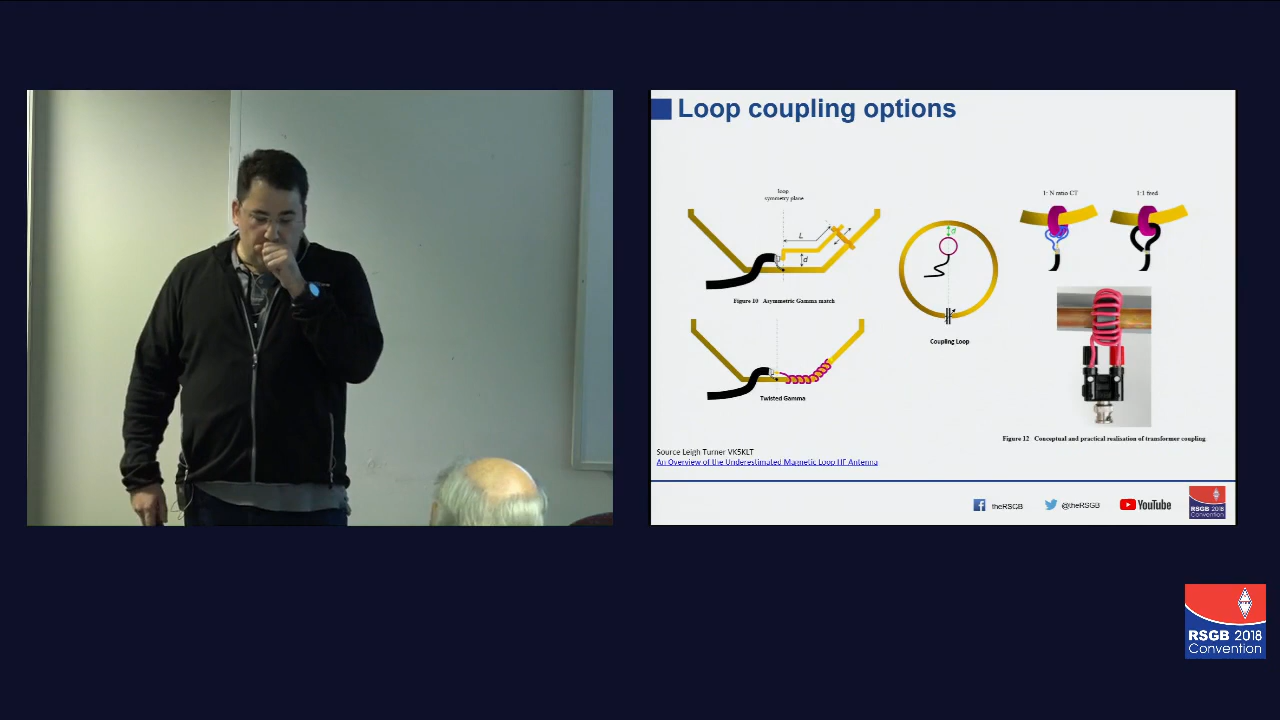 Loop coupling options
loop
symmetry plane
L
d
Figure 10 Asymmetric Gamma match
Twisted Gamma
d
Coupling Loop
1: N ratio CT
1:1 feed
Figure 12 Conceptual and practical realisation of transformer coupling
Source Leigh Turner VK5KLT
An Overview of the Underestimated Magnetic Loop HF Antenna
theRSGB
@theRSGB
YouTube
RSGB 2018
Convention
RSGB 2018
Convention